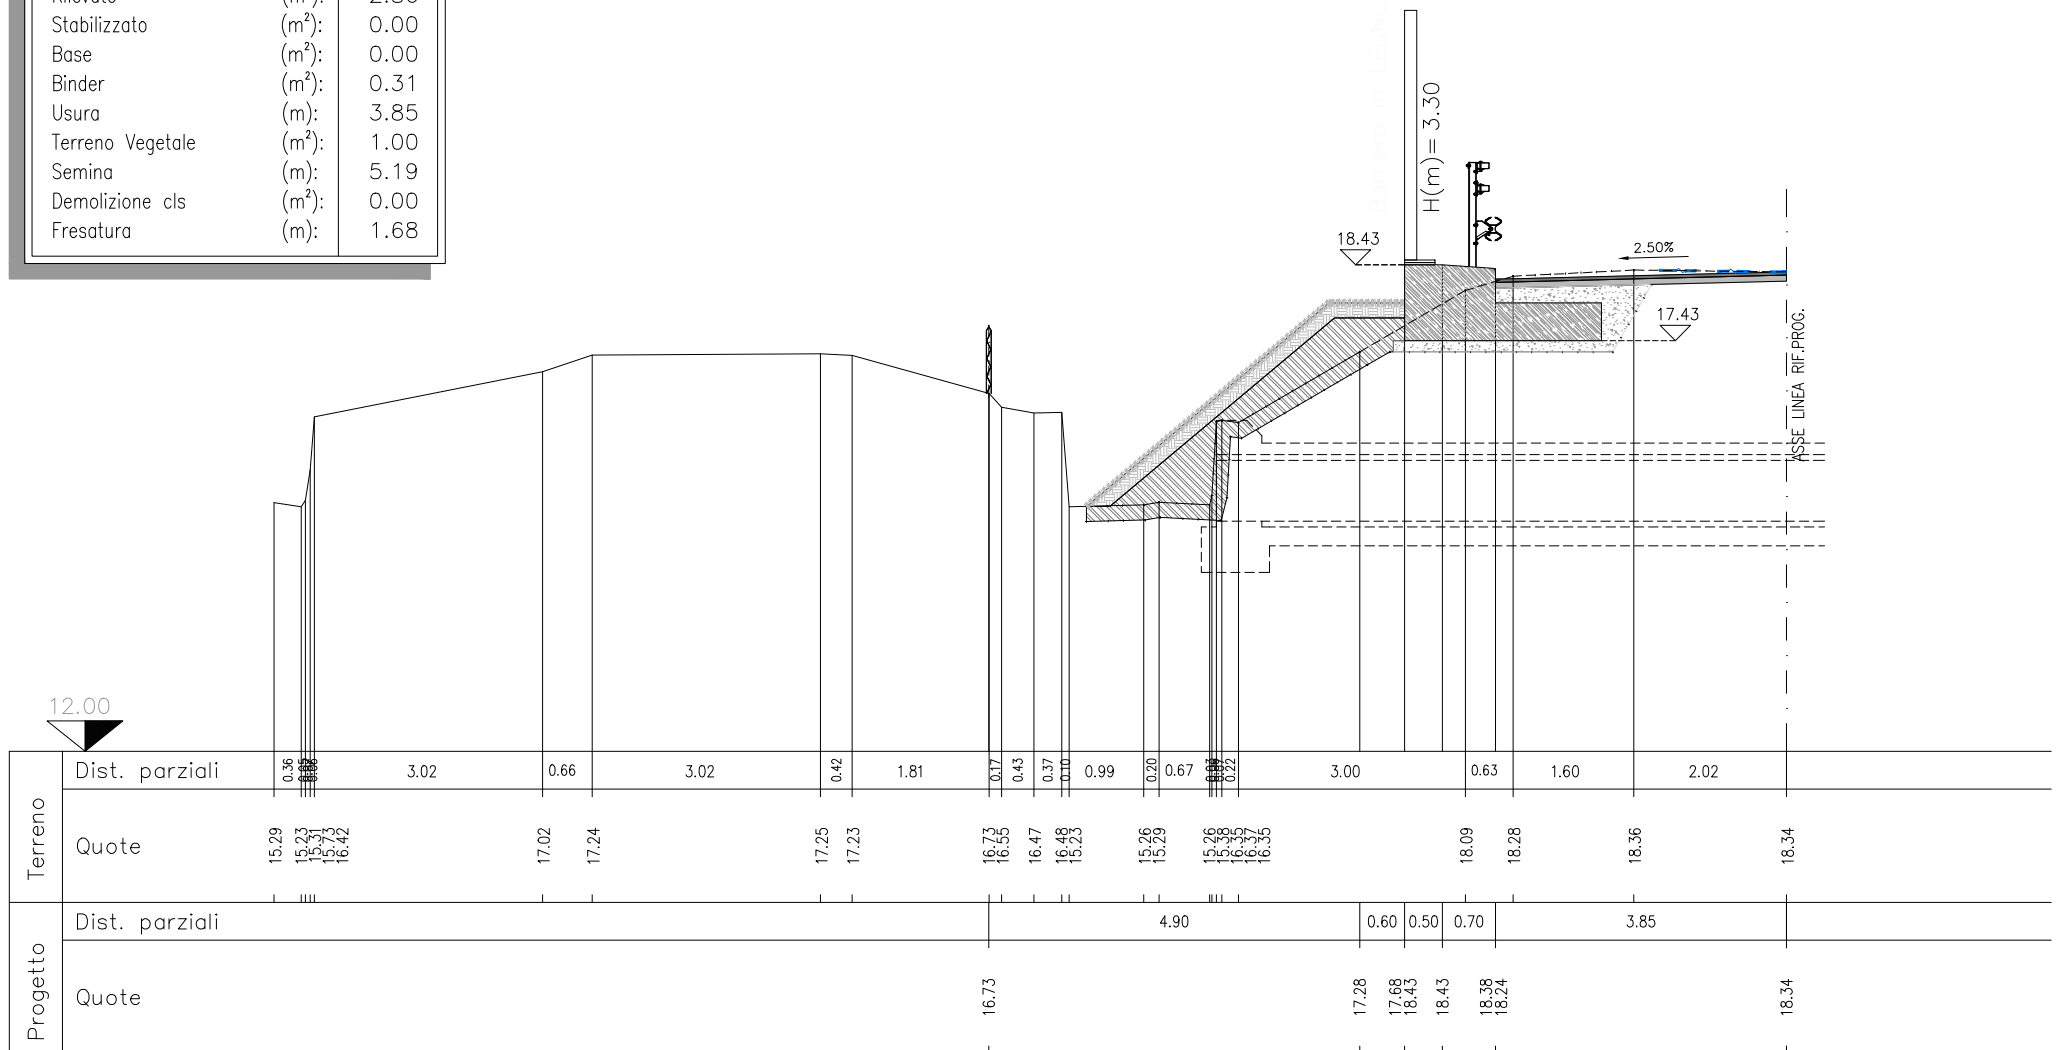 Rilevato (m²): 2.80
Stabilizzato (m²): 0.00
Base (m²): 0.00
Binder (m²): 0.31
Usura (m): 3.85
Terreno Vegetale (m²): 1.00
Semina (m): 5.19
Demolizione cls (m²): 0.00
Fresatura (m): 1.68
H(m)= 3.30
18.43
2.50%
17.43
ASSE LINEA RIF.PROG.
12.00
Terreno
Dist. parziali 0.36 3.02 0.66 3.02 0.42 1.81 0.17 0.43 0.37 0.10 0.99 0.20 0.67 0.22 3.00 0.63 1.60 2.02
Quote 15.29 15.23 15.31 15.73 16.42 17.02 17.24 17.25 17.23 16.73 16.55 16.47 16.48 15.23 15.26 15.29 15.26 15.38 16.35 16.37 16.35 18.09 18.28 18.36 18.34
Progetto
Dist. parziali 4.90 0.60 0.50 0.70 3.85
Quote 16.73 17.28 17.68 18.43 18.43 18.38 18.24 18.34